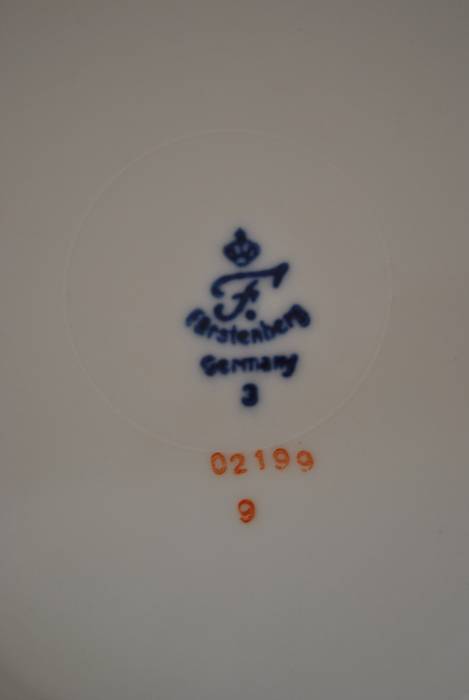 F.
Fürstenberg
Germany
3
02199
9